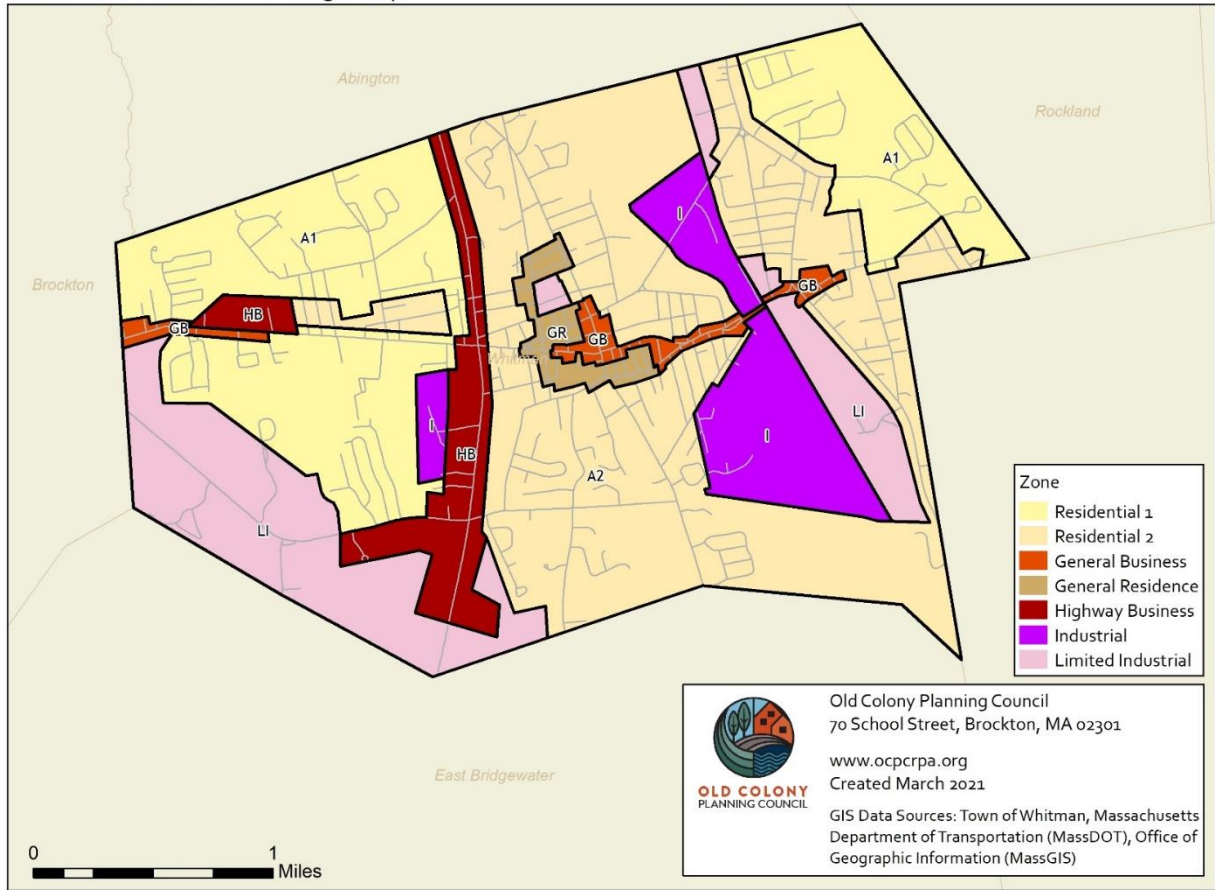 Abington
Rockland
A1
I
A1
Brockton
HB
GB
GB
GR
GB
Whitman
I
HB
I
LI
A2
LI
Zone
Residential 1
Residential 2
General Business
General Residence
Highway Business
Industrial
Limited Industrial
East Bridgewater
OLD COLONY
PLANNING COUNCIL
Old Colony Planning Council
70 School Street, Brockton, MA 02301
www.ocpcrpa.org
Created March 2021
GIS Data Sources: Town of Whitman, Massachusetts
Department of Transportation (MassDOT), Office of
Geographic Information (MassGIS)
0 1
Miles